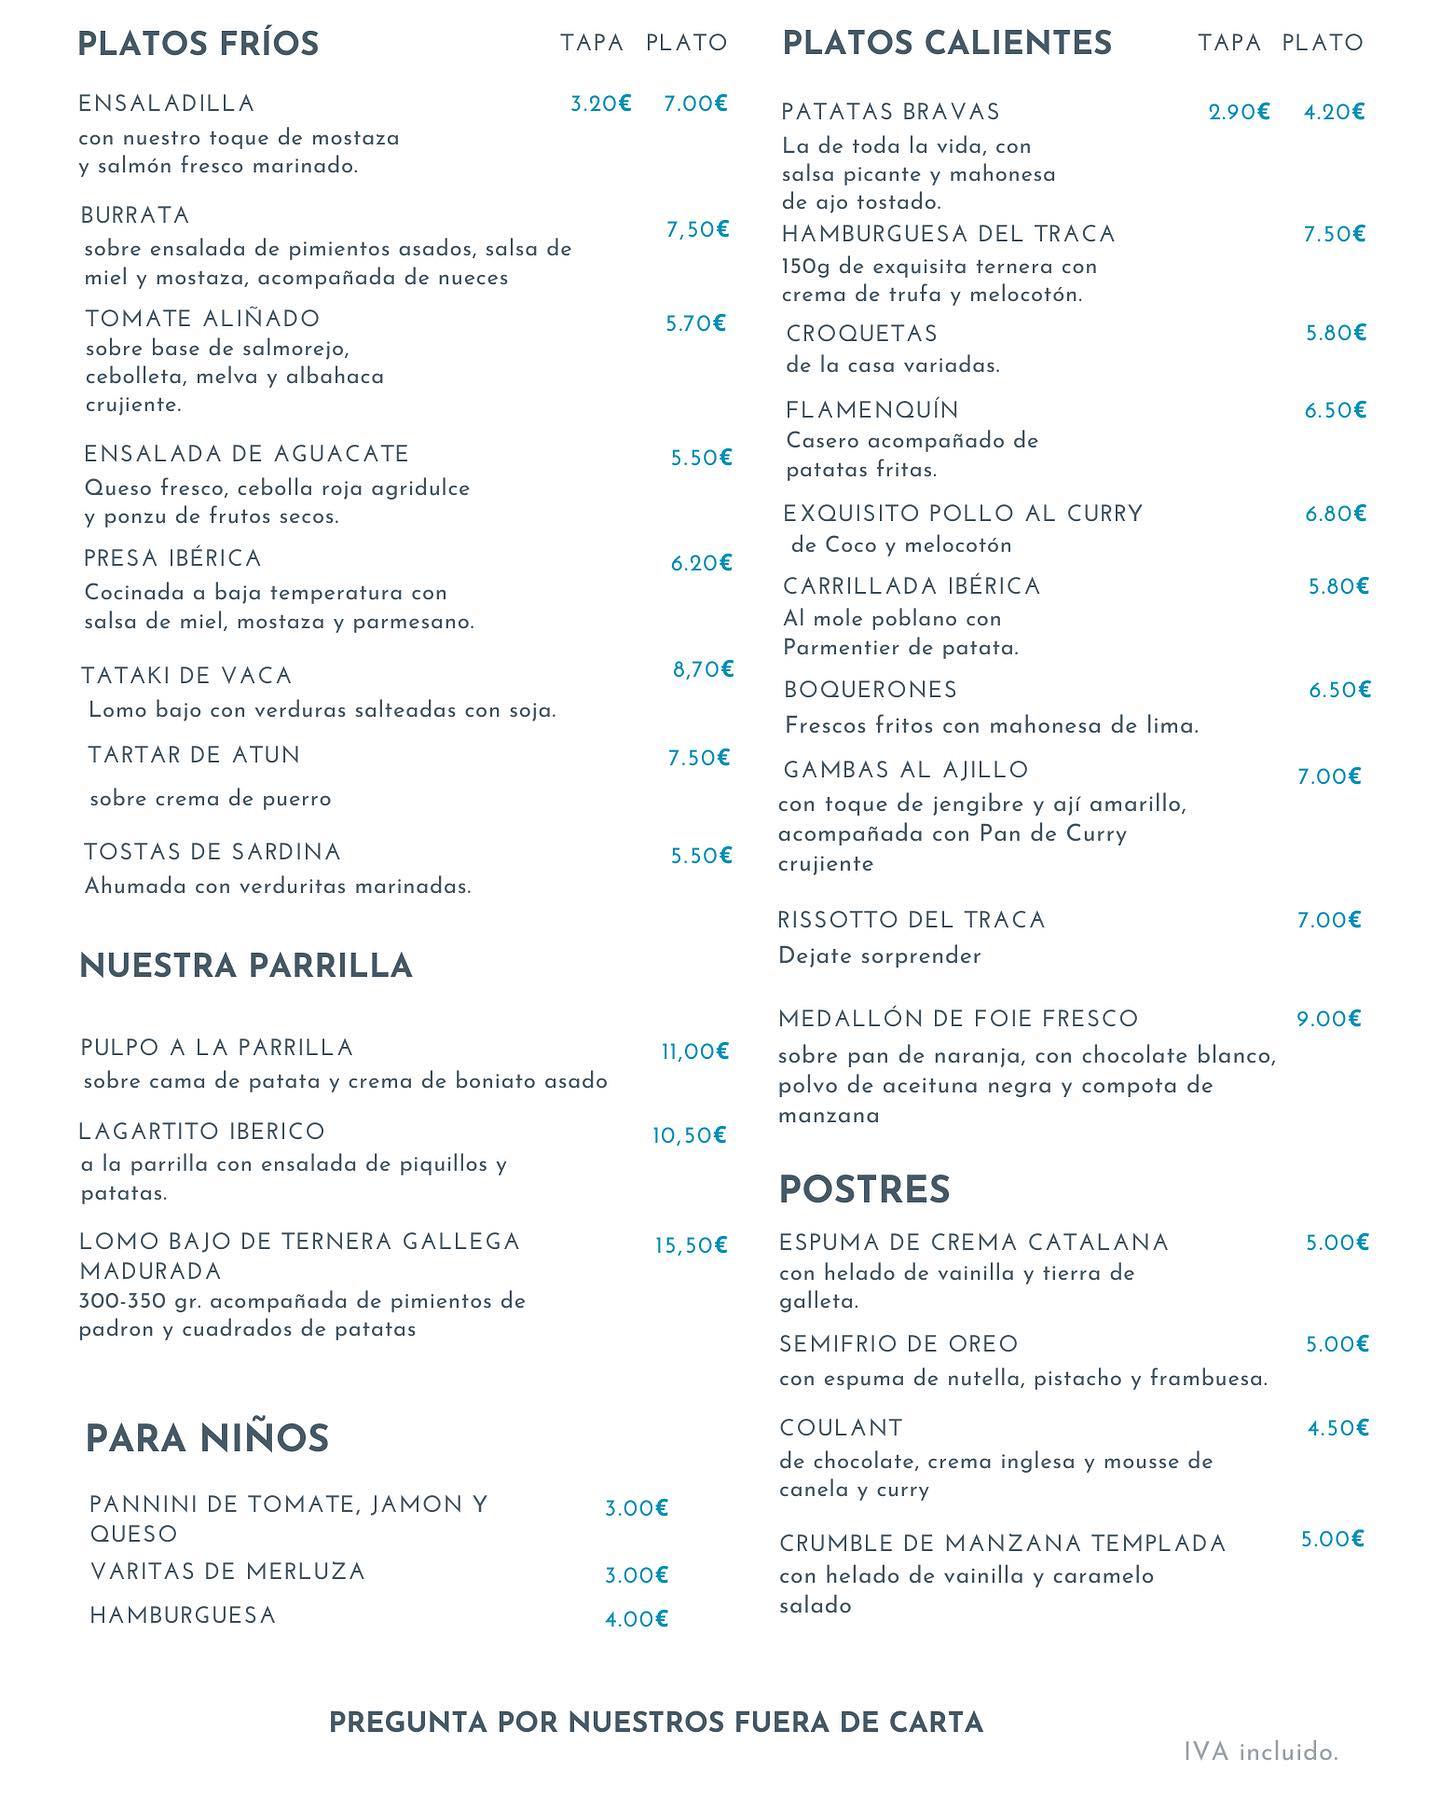 PLATOS FRÍOS TAPA PLATO
ENSALADILLA 3.20€ 7.00€
con nuestro toque de mostaza
y salmón fresco marinado.
BURRATA 7,50€
sobre ensalada de pimientos asados, salsa de
miel y mostaza, acompañada de nueces
TOMATE ALIÑADO 5.70€
sobre base de salmorejo,
cebolleta, melva y albahaca
crujiente.
ENSALADA DE AGUACATE 5.50€
Queso fresco, cebolla roja agridulce
y ponzu de frutos secos.
PRESA IBÉRICA 6.20€
Cocinada a baja temperatura con
salsa de miel, mostaza y parmesano.
TATAKI DE VACA 8,70€
Lomo bajo con verduras salteadas con soja.
TARTAR DE ATUN 7.50€
sobre crema de puerro
TOSTAS DE SARDINA 5.50€
Ahumada con verduritas marinadas.
NUESTRA PARRILLA
PULPO A LA PARRILLA 11,00€
sobre cama de patata y crema de boniato asado
LAGARTITO IBERICO 10,50€
a la parrilla con ensalada de piquillos y
patatas.
LOMO BAJO DE TERNERA GALLEGA 15,50€
MADURADA
300-350 gr. acompañada de pimientos de
padron y cuadrados de patatas
PARA NIÑOS
PANNINI DE TOMATE, JAMON Y 3.00€
QUESO
VARITAS DE MERLUZA 3.00€
HAMBURGUESA 4.00€
PLATOS CALIENTES TAPA PLATO
PATATAS BRAVAS 2.90€ 4.20€
La de toda la vida, con
salsa picante y mahonesa
de ajo tostado.
HAMBURGUESA DEL TRACA 7.50€
150g de exquisita ternera con
crema de trufa y melocotón.
CROQUETAS 5.80€
de la casa variadas.
FLAMENQUÍN 6.50€
Casero acompañado de
patatas fritas.
EXQUISITO POLLO AL CURRY 6.80€
de Coco y melocotón
CARRILLADA IBÉRICA 5.80€
Al mole poblano con
Parmentier de patata.
BOQUERONES 6.50€
Frescos fritos con mahonesa de lima.
GAMBAS AL AJILLO 7.00€
con toque de jengibre y ají amarillo,
acompañada con Pan de Curry
crujiente
RISSOTTO DEL TRACA 7.00€
Dejate sorprender
MEDALLÓN DE FOIE FRESCO 9.00€
sobre pan de naranja, con chocolate blanco,
polvo de aceituna negra y compota de
manzana
POSTRES
ESPUMA DE CREMA CATALANA 5.00€
con helado de vainilla y tierra de
galleta.
SEMIFRIO DE OREO 5.00€
con espuma de nutella, pistacho y frambuesa.
COULANT 4.50€
de chocolate, crema inglesa y mousse de
canela y curry
CRUMBLE DE MANZANA TEMPLADA 5.00€
con helado de vainilla y caramelo
salado
PREGUNTA POR NUESTROS FUERA DE CARTA
IVA incluido.